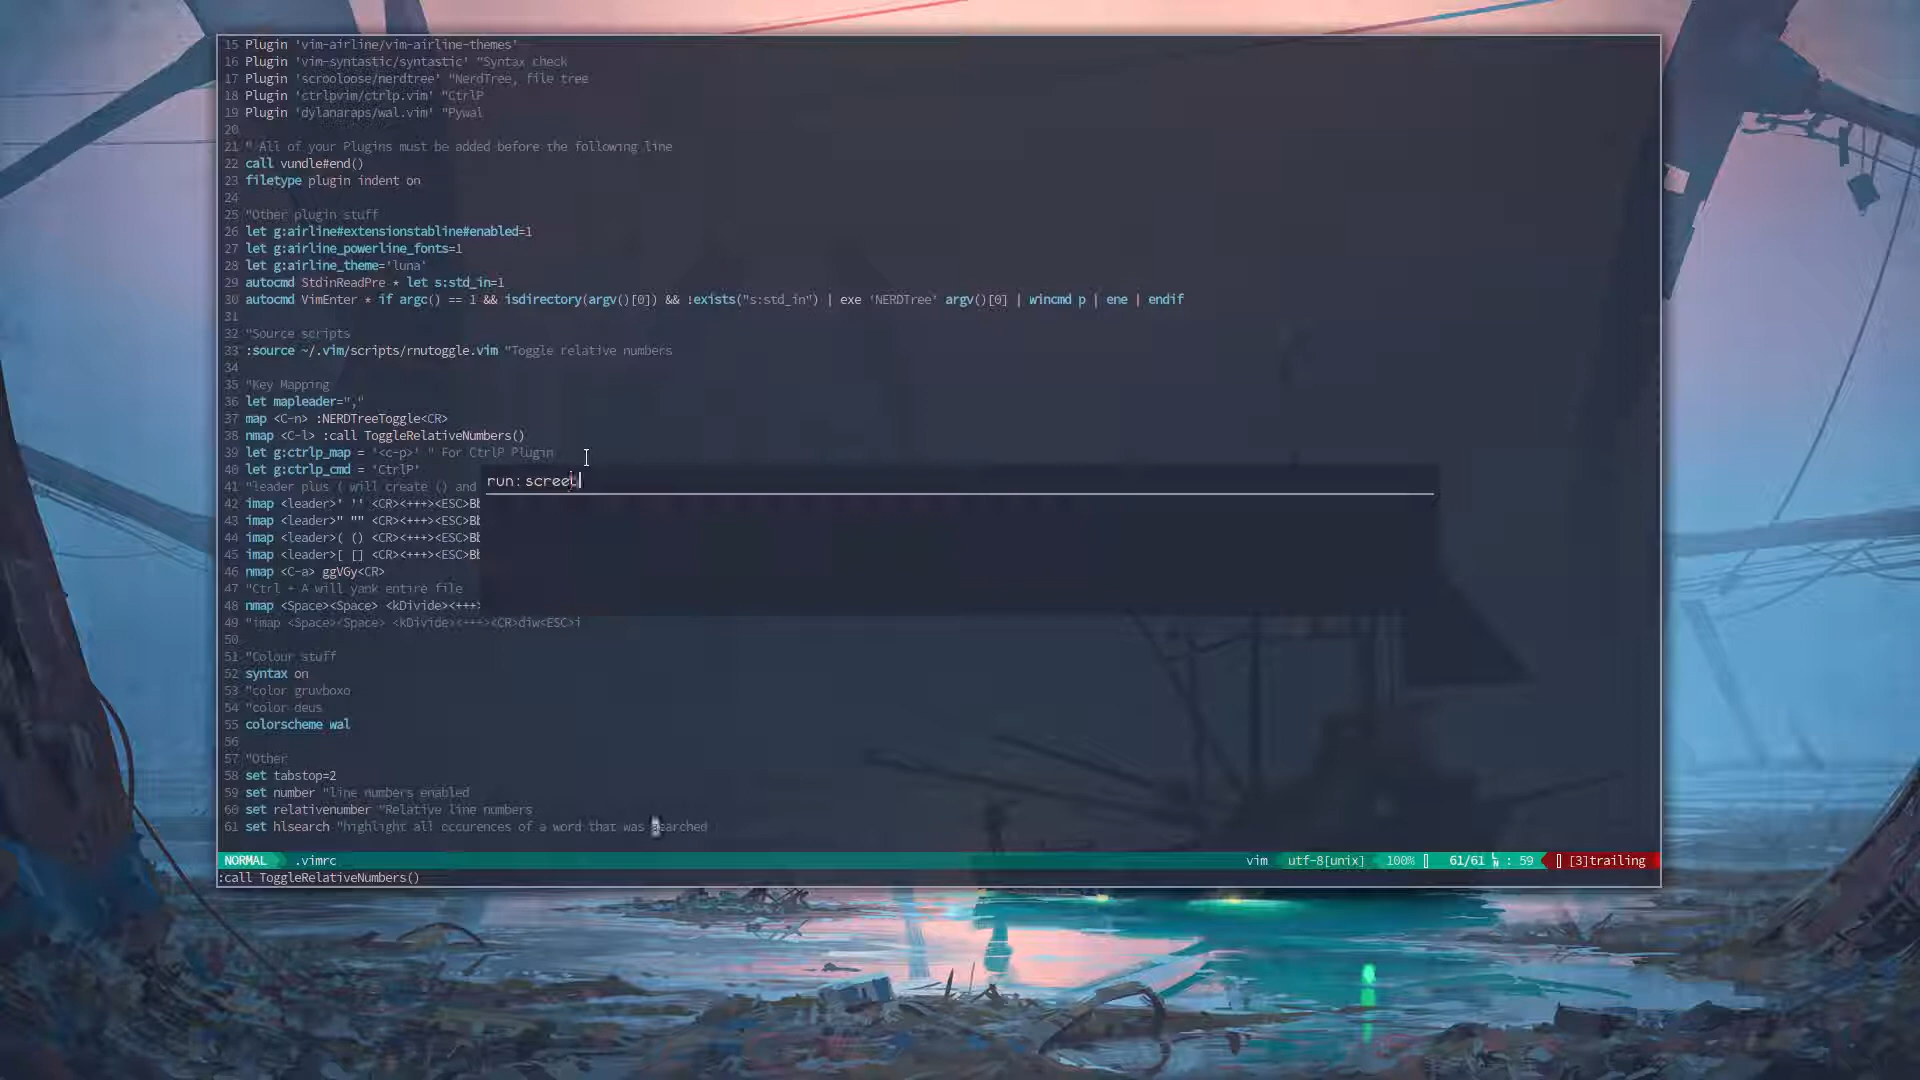 15 Plugin 'vim-airline/vim-airline-themes'
16 Plugin 'vim-syntastic/syntastic' "Syntax check
17 Plugin 'scrooloose/nerdtree' "NerdTree, file tree
18 Plugin 'ctrlpvim/ctrlp.vim' "CtrlP
19 Plugin 'dylanaraps/wal.vim' "Pywal
20
21 " All of your Plugins must be added before the following line
22 call vundle#end()
23 filetype plugin indent on
24
25 "Other plugin stuff
26 let g:airline#extensionstabline#enabled=1
27 let g:airline_powerline_fonts=1
28 let g:airline_theme='luna'
29 autocmd StdinReadPre * let s:std_in=1
30 autocmd VimEnter * if argc() == 1 && isdirectory(argv()[0]) && !exists("s:std_in") | exe 'NERDTree' argv()[0] | wincmd p | ene | endif
31
32 "Source scripts
33 :source ~/.vim/scripts/rnutoggle.vim "Toggle relative numbers
34
35 "Key Mapping
36 let mapleader=","
37 map <C-n> :NERDTreeToggle<CR>
38 nmap <C-l> :call ToggleRelativeNumbers()
39 let g:ctrlp_map = '<c-p>' " For CtrlP Plugin
40 let g:ctrlp_cmd = 'CtrlP'
run: scree
41 "leader plus ( will create () and
42 imap <leader>' '' <CR><+++><ESC>Bb
43 imap <leader>" "" <CR><+++><ESC>Bb
44 imap <leader>( () <CR><+++><ESC>Bb
45 imap <leader>[ [] <CR><+++><ESC>Bb
46 nmap <C-a> ggVGy<CR>
47 "Ctrl + A will yank entire file
48 nmap <Space><Space> <kDivide><+++>
49 "imap <Space><Space> <kDivide><+++><CR>diw<ESC>i
50
51 "Colour stuff
52 syntax on
53 "color gruvboxo
54 "color deus
55 colorscheme wal
56
57 "Other
58 set tabstop=2
59 set number "line numbers enabled
60 set relativenumber "Relative line numbers
61 set hlsearch "highlight all occurences of a word that was searched
NORMAL .vimrc vim utf-8[unix] 100% 61/61 : 59 [3]trailing
:call ToggleRelativeNumbers()